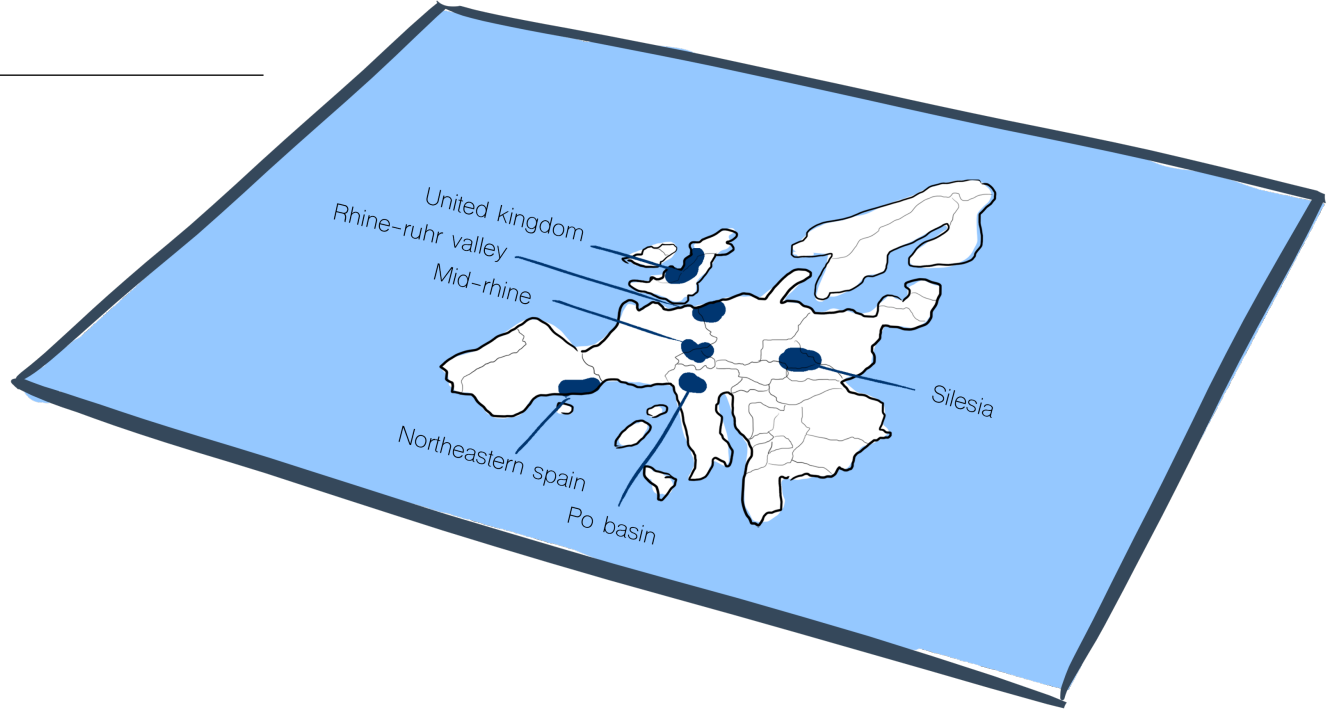 United kingdom
Rhine-ruhr valley
Mid-rhine
Silesia
Northeastern spain
Po basin